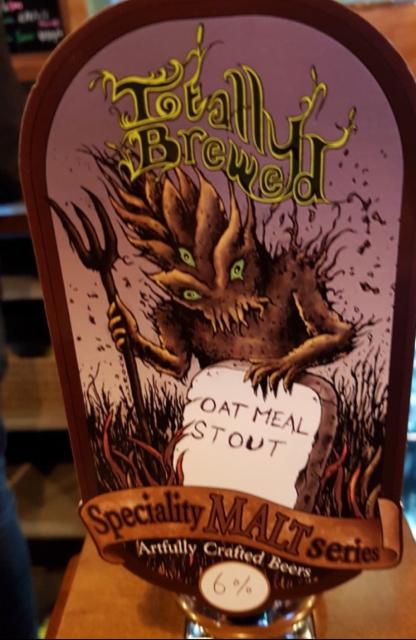 Totally
Brewed
OAT MEAL
STOUT
Speciality MALT series
Artfully Crafted Beers
6%